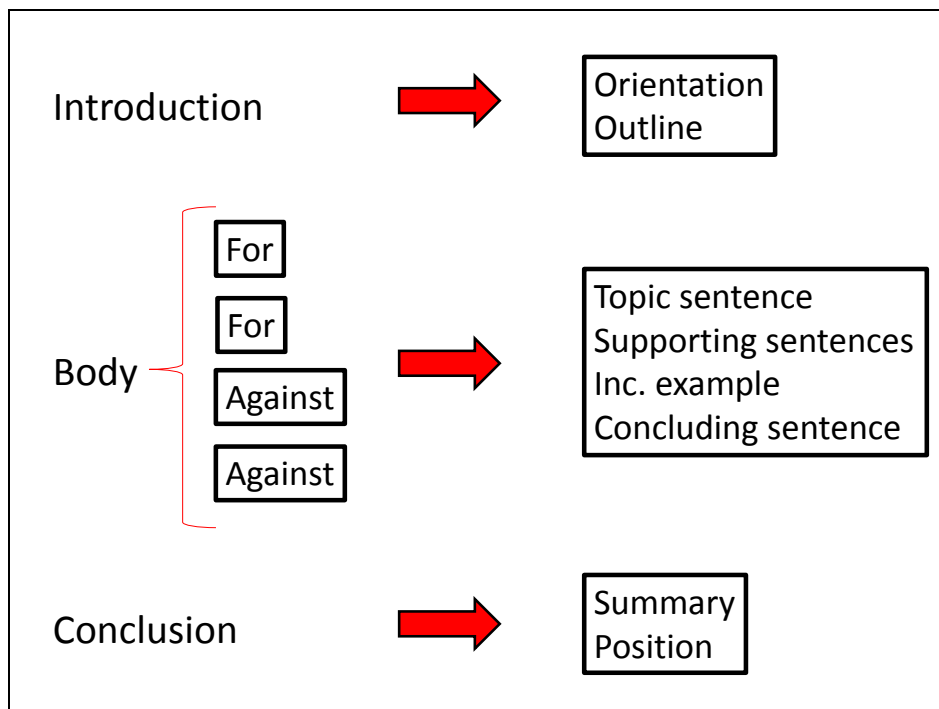 Introduction
Orientation
Outline
Body
For
For
Against
Against
Topic sentence
Supporting sentences
Inc. example
Concluding sentence
Conclusion
Summary
Position